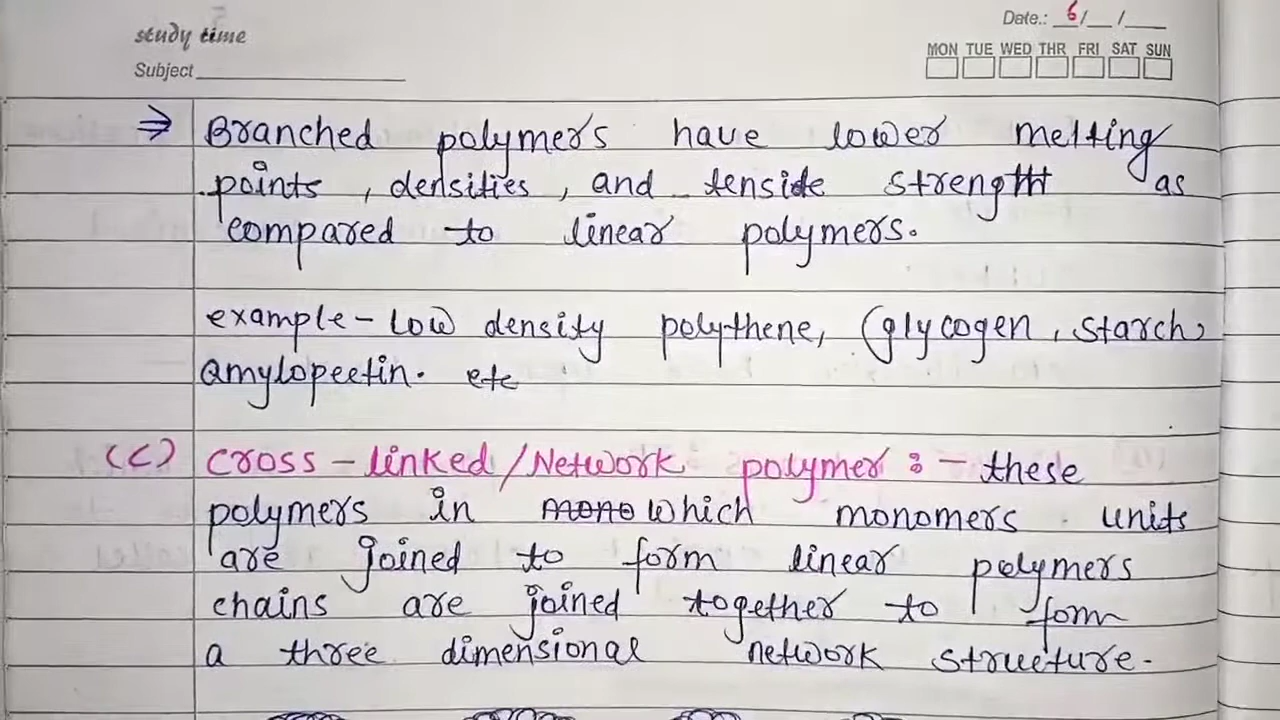 study time
Date.: 6/__/__
Subject
MON TUE WED THR FRI SAT SUN
⇒ Branched polymers have lower melting
points, densities, and tenside strength as
compared to linear polymers.
example - Low density polythene, (glycogen, starch,
Amylopectin. etc
(C) Cross - linked / Network polymer : - these
polymers in mono which monomers units
are joined to form linear polymers
chains are joined together to form
a three dimensional network structure.